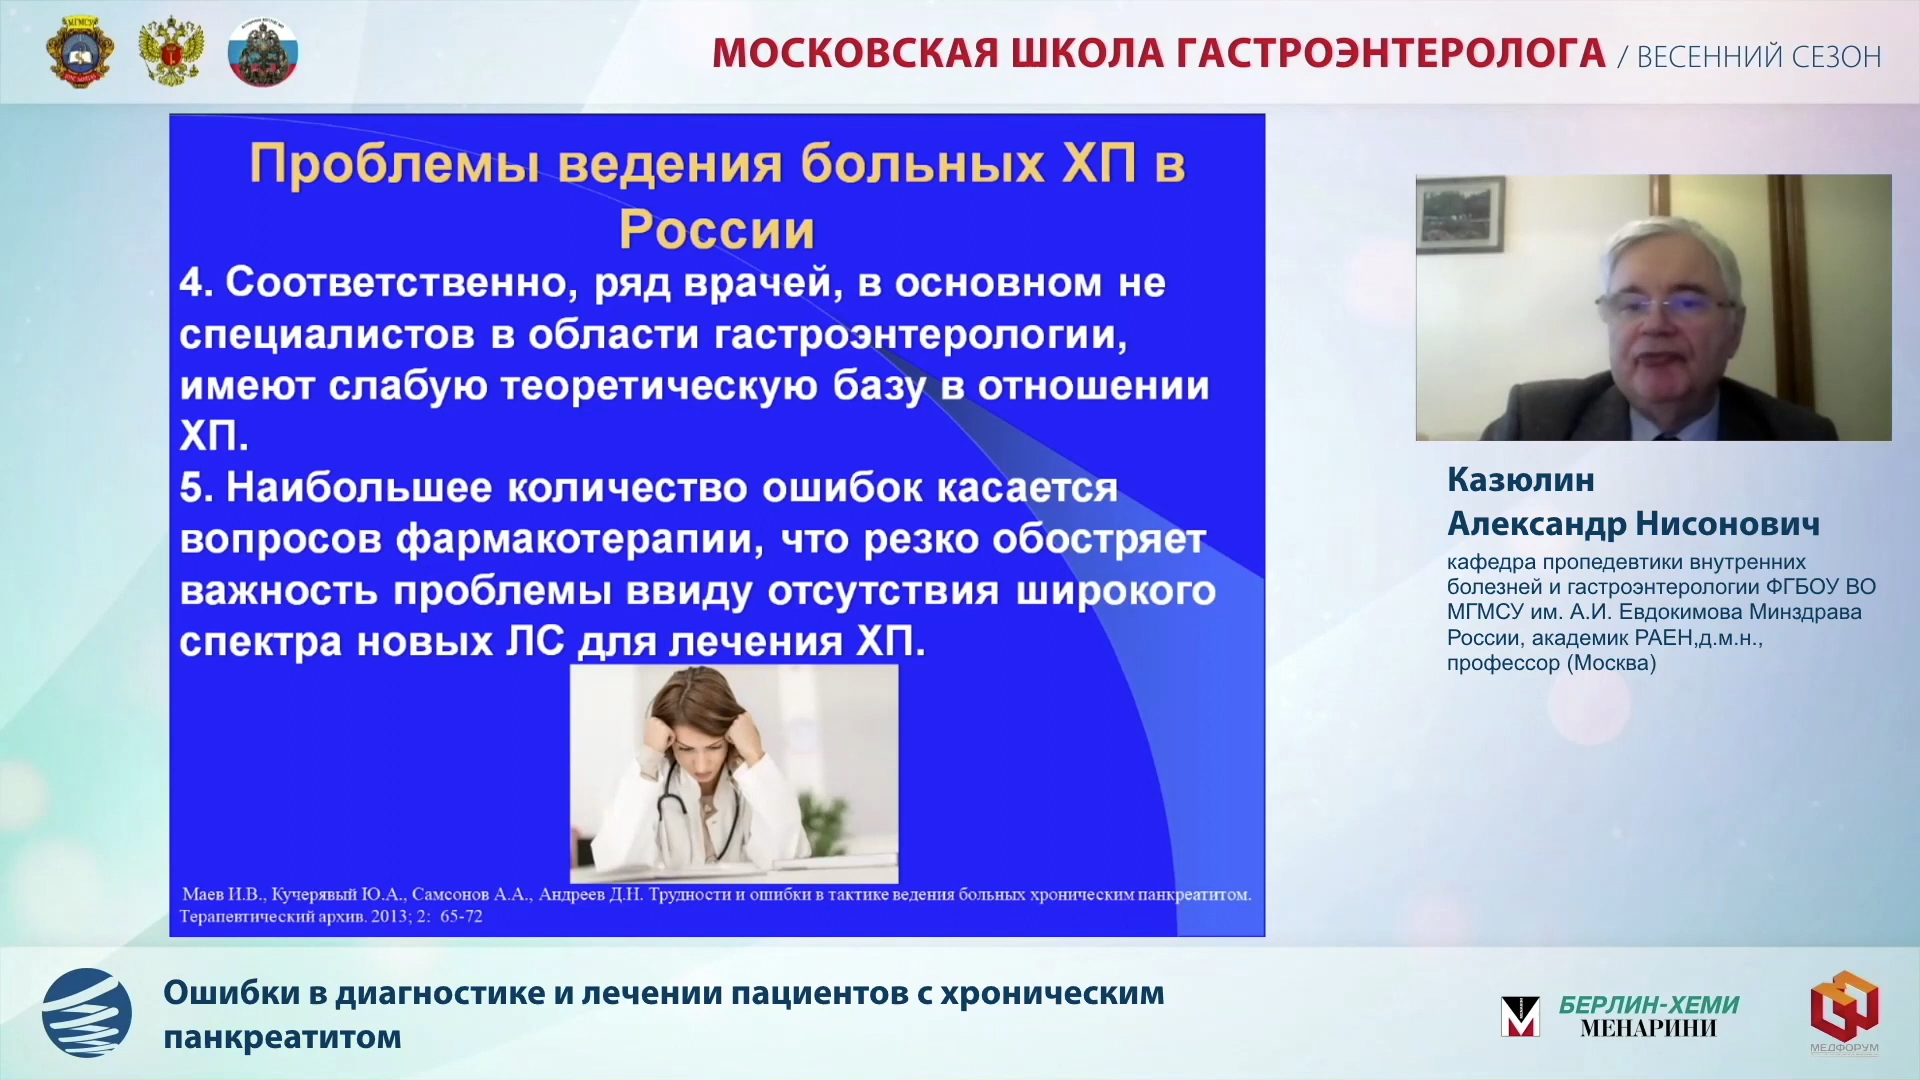 МГМСУ
МОСКОВСКАЯ ШКОЛА ГАСТРОЭНТЕРОЛОГА / ВЕСЕННИЙ СЕЗОН
Проблемы ведения больных ХП в
России
4. Соответственно, ряд врачей, в основном не
специалистов в области гастроэнтерологии,
имеют слабую теоретическую базу в отношении
ХП.
5. Наибольшее количество ошибок касается
вопросов фармакотерапии, что резко обостряет
важность проблемы ввиду отсутствия широкого
спектра новых ЛС для лечения ХП.
Маев И.В., Кучерявый Ю.А., Самсонов А.А., Андреев Д.Н. Трудности и ошибки в тактике ведения больных хроническим панкреатитом.
Терапевтический архив. 2013; 2: 65-72
Казюлин
Александр Нисонович
кафедра пропедевтики внутренних
болезней и гастроэнтерологии ФГБОУ ВО
МГМСУ им. А.И. Евдокимова Минздрава
России, академик РАЕН,д.м.н.,
профессор (Москва)
Ошибки в диагностике и лечении пациентов с хроническим
панкреатитом
БЕРЛИН-ХЕМИ
МЕНАРИНИ
МЕДФОРУМ